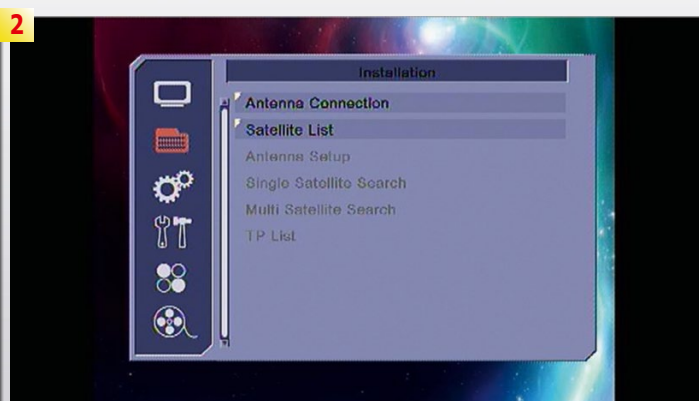 2
Installation
Antenna Connection
Satellite List
Antenna Setup
Single Satellite Search
Multi Satellite Search
TP List